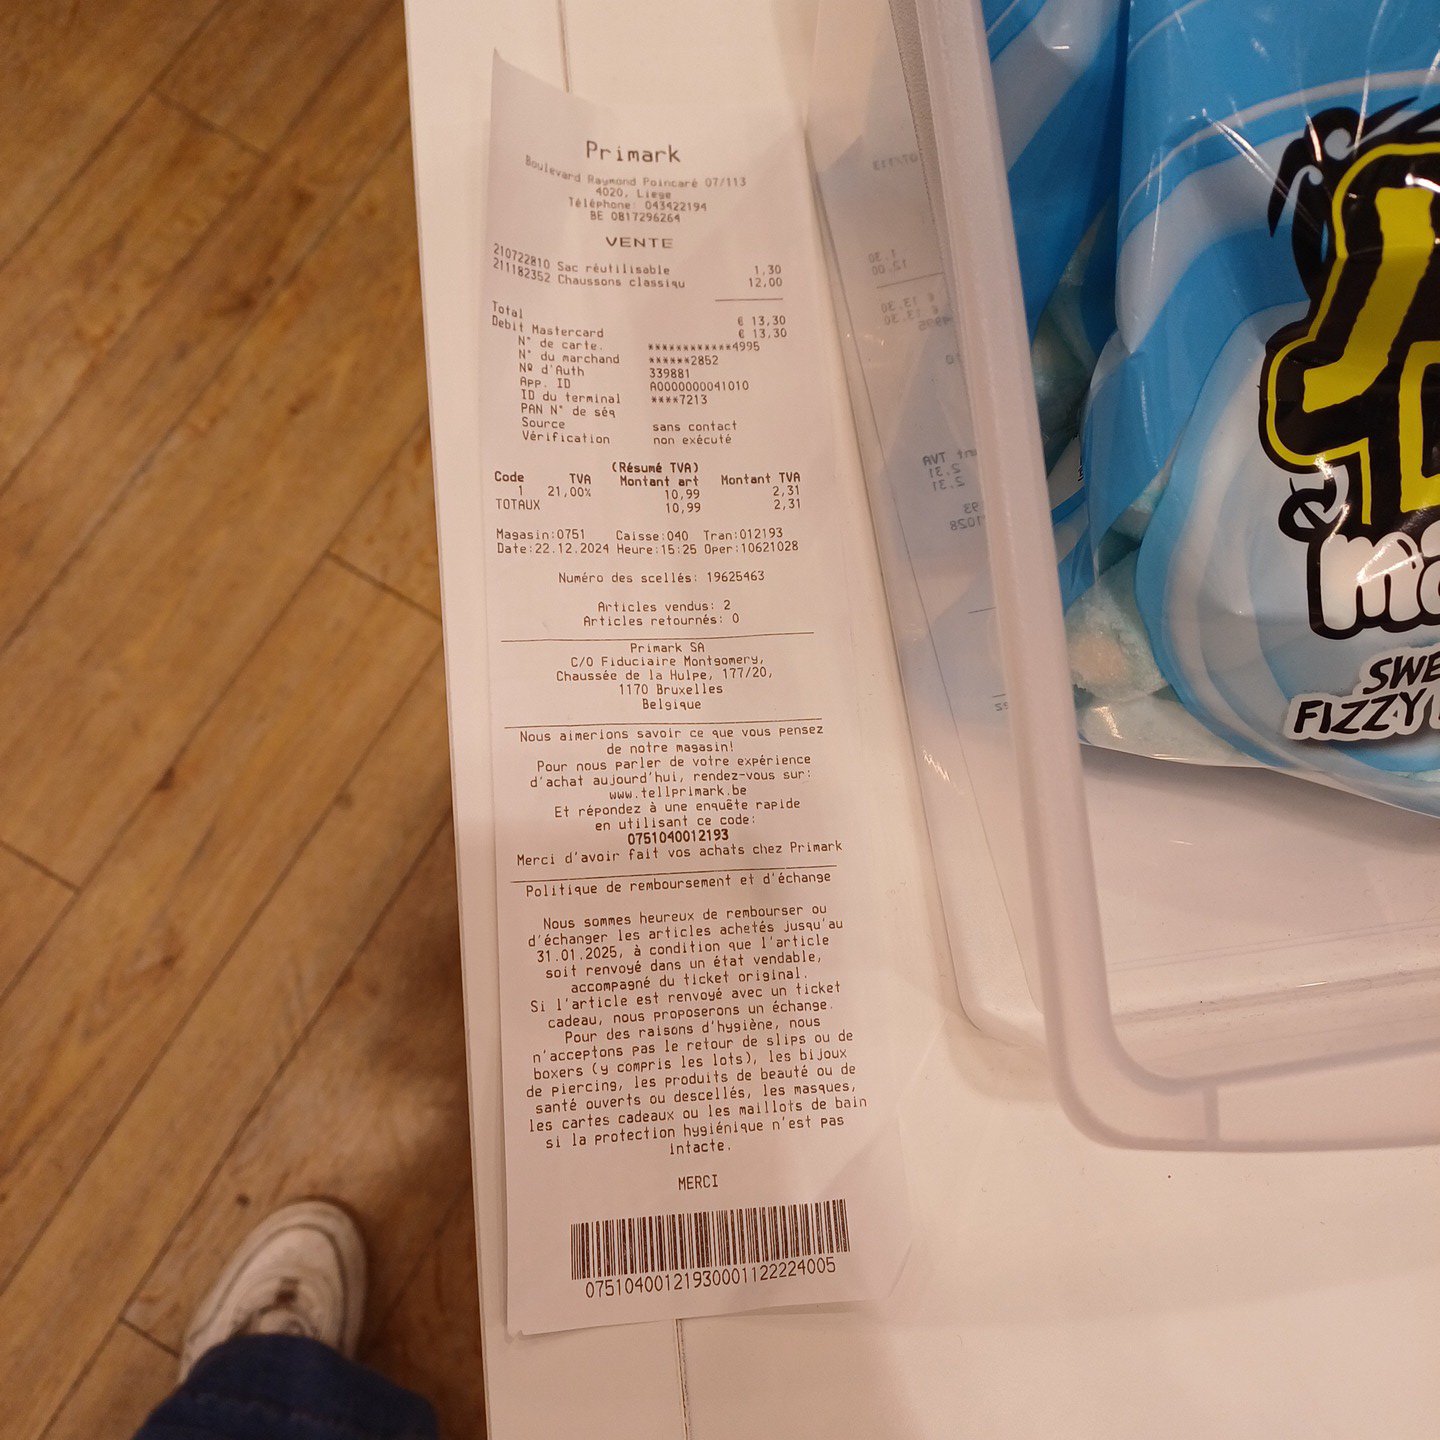 Primark
Boulevard Raymond Poincaré 07/113
4020, Liege
Téléphone: 043422194
BE 0817296264
VENTE
210722810 Sac réutilisable 1,30
211182352 Chaussons classiqu 12,00
Total € 13,30
Debit Mastercard € 13,30
N° de carte. ************4995
N° du marchand ******2852
Nº d'Auth 339881
App. ID A0000000041010
ID du terminal ****7213
PAN N° de séq
Source sans contact
Vérification non exécuté
(Résumé TVA)
Code TVA Montant art Montant TVA
1 21,00% 10,99 2,31
TOTAUX 10,99 2,31
Magasin:0751 Caisse:040 Tran:012193
Date:22.12.2024 Heure:15:25 Oper:10621028
Numéro des scellés: 19625463
Articles vendus: 2
Articles retournés: 0
Primark SA
C/O Fiduciaire Montgomery,
Chaussée de la Hulpe, 177/20,
1170 Bruxelles
Belgique
Nous aimerions savoir ce que vous pensez
de notre magasin!
Pour nous parler de votre expérience
d'achat aujourd'hui, rendez-vous sur:
www.tellprimark.be
Et répondez à une enquête rapide
en utilisant ce code:
0751040012193
Merci d'avoir fait vos achats chez Primark
Politique de remboursement et d'échange
Nous sommes heureux de rembourser ou
d'échanger les articles achetés jusqu'au
31.01.2025, à condition que l'article
soit renvoyé dans un état vendable,
accompagné du ticket original.
Si l'article est renvoyé avec un ticket
cadeau, nous proposerons un échange.
Pour des raisons d'hygiène, nous
n'acceptons pas le retour de slips ou de
boxers (y compris les lots), les bijoux
de piercing, les produits de beauté ou de
santé ouverts ou descellés, les masques,
les cartes cadeaux ou les maillots de bain
si la protection hygiénique n'est pas
intacte.
MERCI
07510400121930001122224005
FIZZY